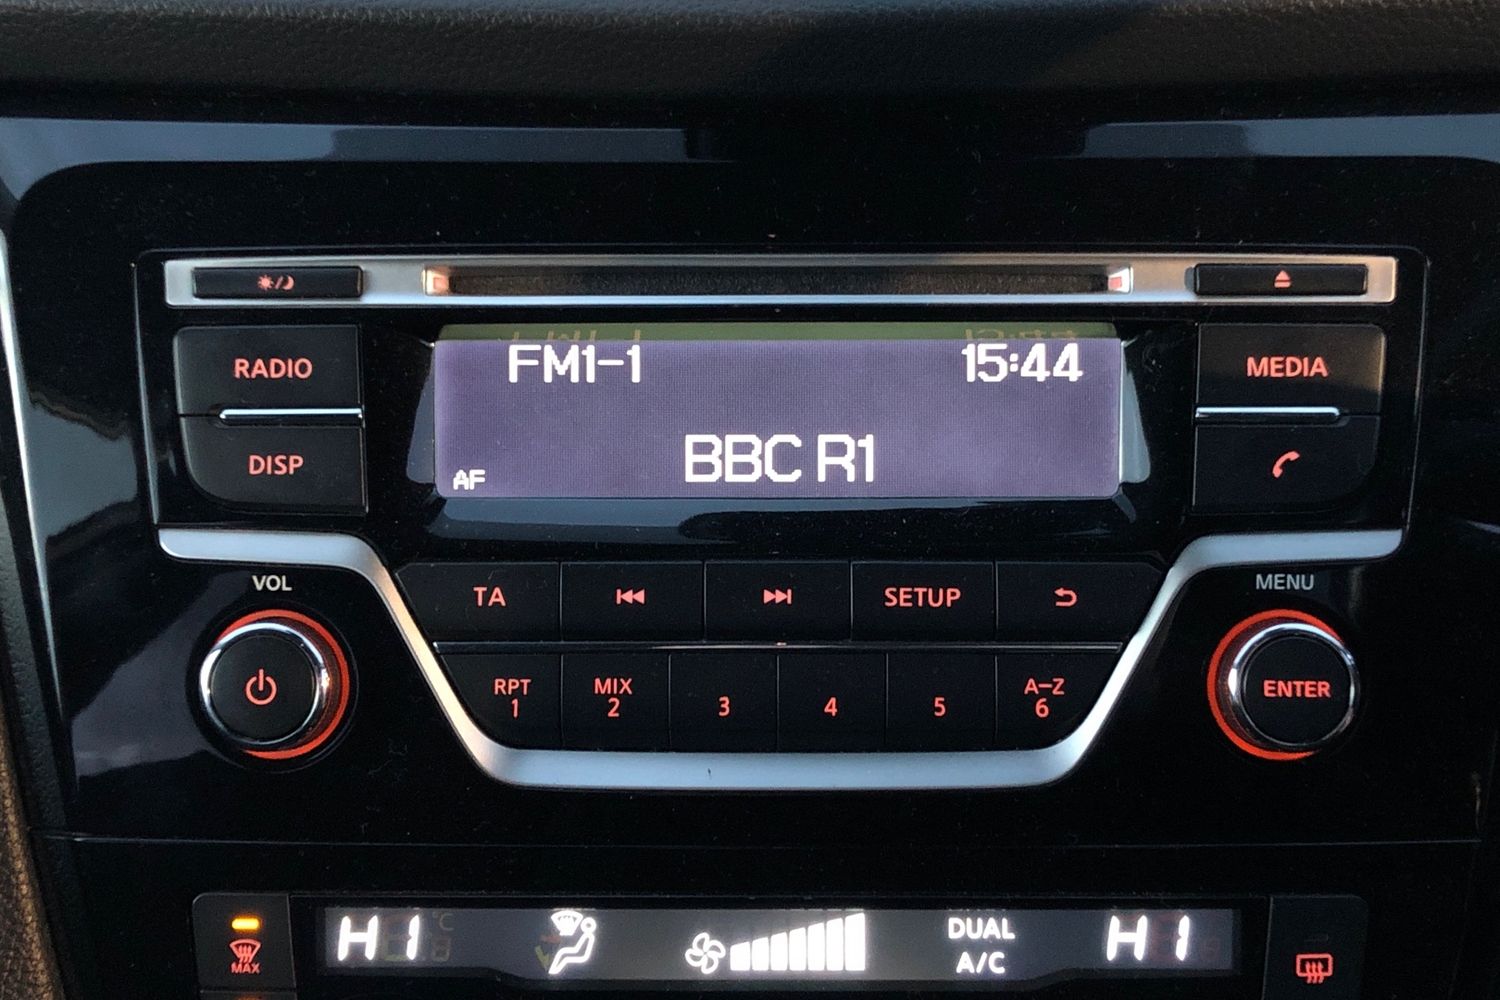 FM1-1 15:44
BBC R1
AF
RADIO
DISP
MEDIA
VOL
MENU
TA
SETUP
RPT
1
MIX
2
3
4
5
A-Z
6
ENTER
MAX
HI
DUAL
A/C
HI